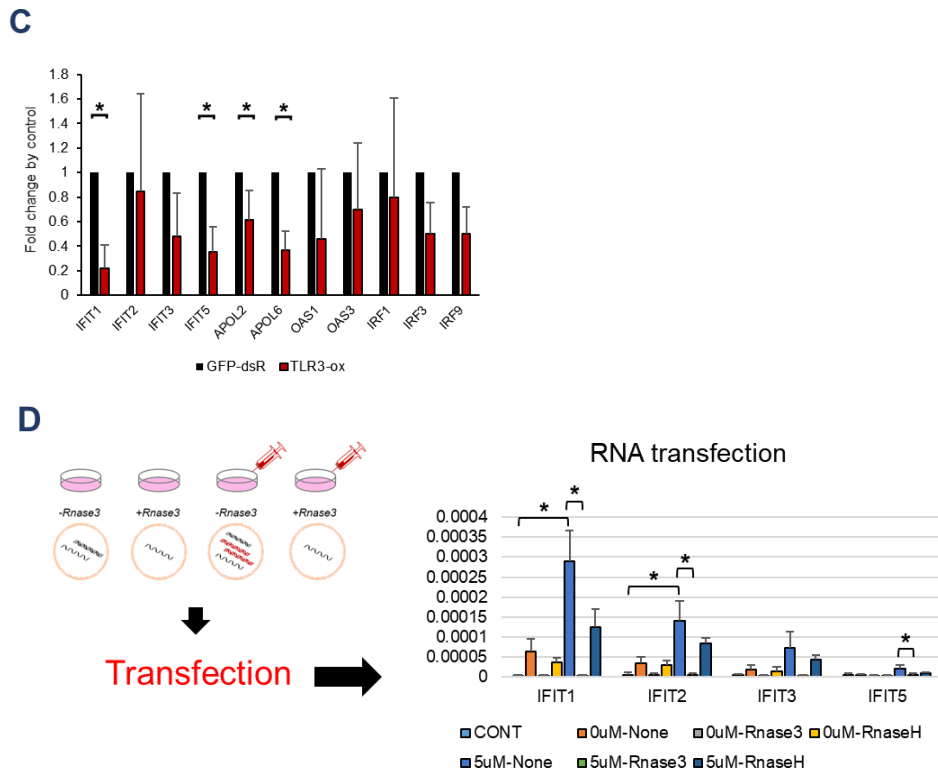 C
Fold change by control
1.8
1.6
1.4
1.2
1
0.8
0.6
0.4
0.2
0
* * * *
IFIT1 IFIT2 IFIT3 IFIT5 APOL2 APOL6 OAS1 OAS3 IRF1 IRF3 IRF9
GFP-dsR TLR3-ox
D
-Rnase3 +Rnase3 -Rnase3 +Rnase3
Transfection
RNA transfection
0.0004
0.00035
0.0003
0.00025
0.0002
0.00015
0.0001
0.00005
0
* * * * *
IFIT1 IFIT2 IFIT3 IFIT5
CONT 0uM-None 0uM-Rnase3 0uM-RnaseH
5uM-None 5uM-Rnase3 5uM-RnaseH